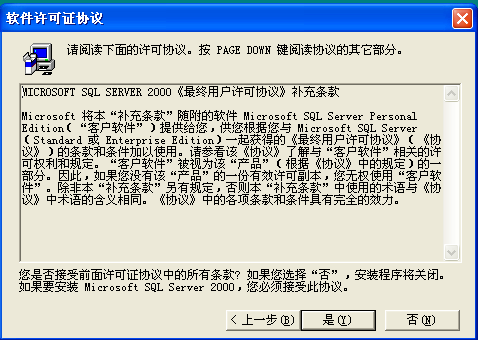 软件许可证协议
请阅读下面的许可协议。按 PAGE DOWN 键阅读协议的其它部分。
MICROSOFT SQL SERVER 2000《最终用户许可协议》补充条款
Microsoft 将本“补充条款”随附的软件 Microsoft SQL Server Personal
Edition(“客户软件”)提供给您,供您根据您与 Microsoft SQL Server
(Standard 或 Enterprise Edition)一起获得的《最终用户许可协议》(《协
议》)的条款和条件加以使用。请参看该《协议》了解与“客户软件”相关的许
可权利和规定。“客户软件”被视为该“产品”(根据《协议》中的规定)的一
部分。因此,如果您没有该“产品”的一份有效许可副本,您无权使用“客户软
件”。除非本“补充条款”另有规定,否则本“补充条款”中使用的术语与《协
议》中术语的含义相同。《协议》中的各项条款和条件具有完全的效力。
您是否接受前面许可证协议中的所有条款?如果您选择“否”,安装程序将关闭。
如果要安装 Microsoft SQL Server 2000,您必须接受此协议。
< 上一步(B) 是(Y) 否(N)